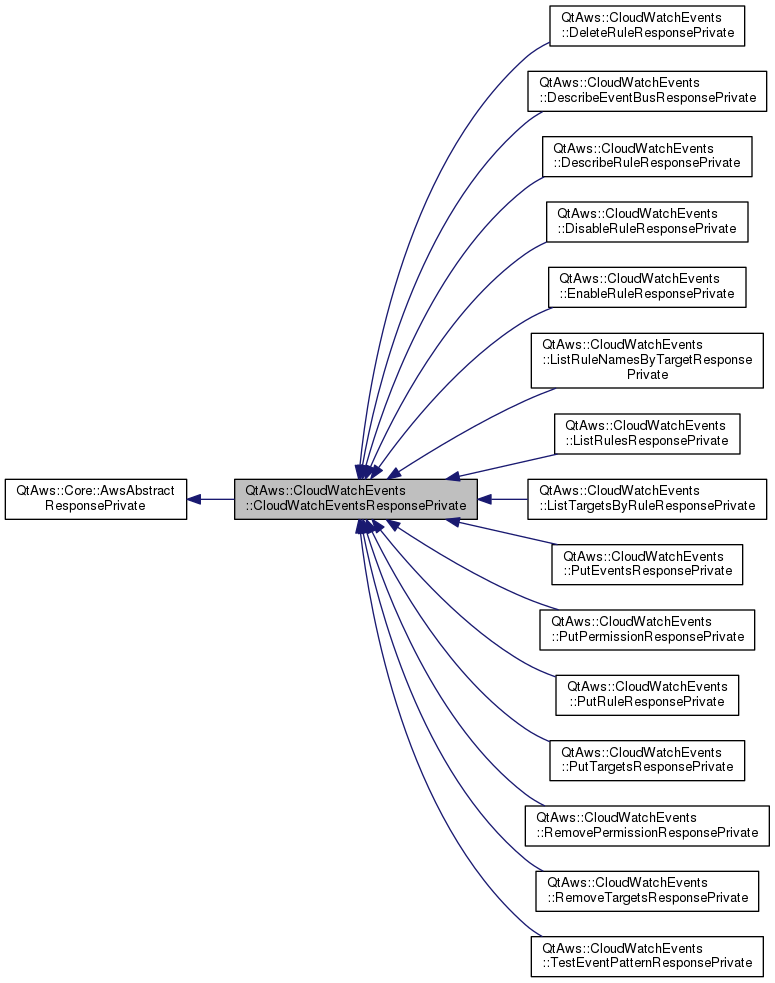 QtAws::CloudWatchEvents
::DeleteRuleResponsePrivate
QtAws::CloudWatchEvents
::DescribeEventBusResponsePrivate
QtAws::CloudWatchEvents
::DescribeRuleResponsePrivate
QtAws::CloudWatchEvents
::DisableRuleResponsePrivate
QtAws::CloudWatchEvents
::EnableRuleResponsePrivate
QtAws::CloudWatchEvents
::ListRuleNamesByTargetResponse
Private
QtAws::CloudWatchEvents
::ListRulesResponsePrivate
QtAws::Core::AwsAbstract
ResponsePrivate
QtAws::CloudWatchEvents
::CloudWatchEventsResponsePrivate
QtAws::CloudWatchEvents
::ListTargetsByRuleResponsePrivate
QtAws::CloudWatchEvents
::PutEventsResponsePrivate
QtAws::CloudWatchEvents
::PutPermissionResponsePrivate
QtAws::CloudWatchEvents
::PutRuleResponsePrivate
QtAws::CloudWatchEvents
::PutTargetsResponsePrivate
QtAws::CloudWatchEvents
::RemovePermissionResponsePrivate
QtAws::CloudWatchEvents
::RemoveTargetsResponsePrivate
QtAws::CloudWatchEvents
::TestEventPatternResponsePrivate